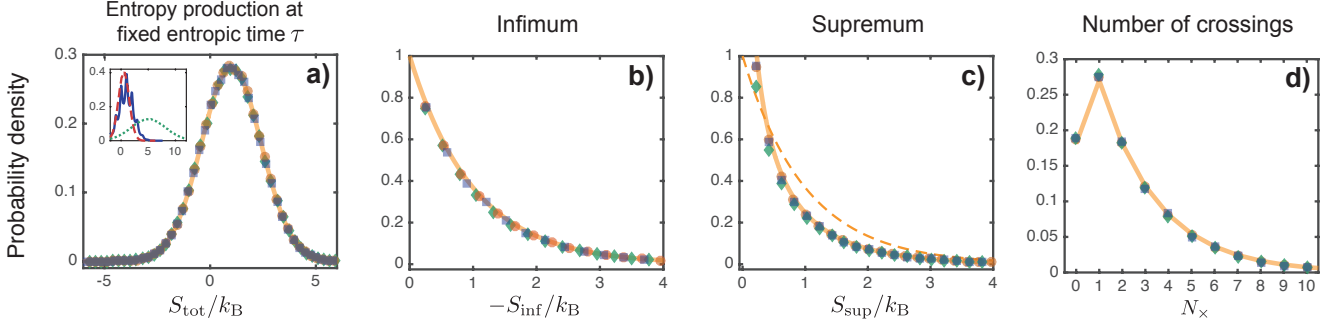 Entropy production at
fixed entropic time τ
Infimum
Supremum
Number of crossings
Probability density
a)
0.3
0.2
0.1
0
-5 0 5
0.4
0.2
0
0 5 10
S_tot/k_B
b)
1
0.8
0.6
0.4
0.2
0
0 1 2 3 4
−S_inf/k_B
c)
1
0.8
0.6
0.4
0.2
0
0 1 2 3 4
S_sup/k_B
d)
0.3
0.25
0.2
0.15
0.1
0.05
0
0 1 2 3 4 5 6 7 8 9 10
N_×